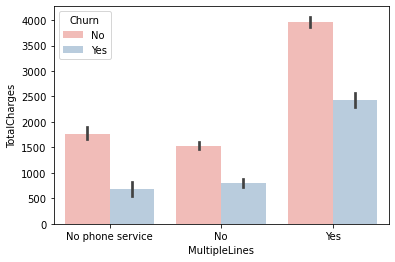 Churn
No
Yes
4000
3500
3000
2500
2000
1500
1000
500
0
TotalCharges
No phone service
No
Yes
MultipleLines